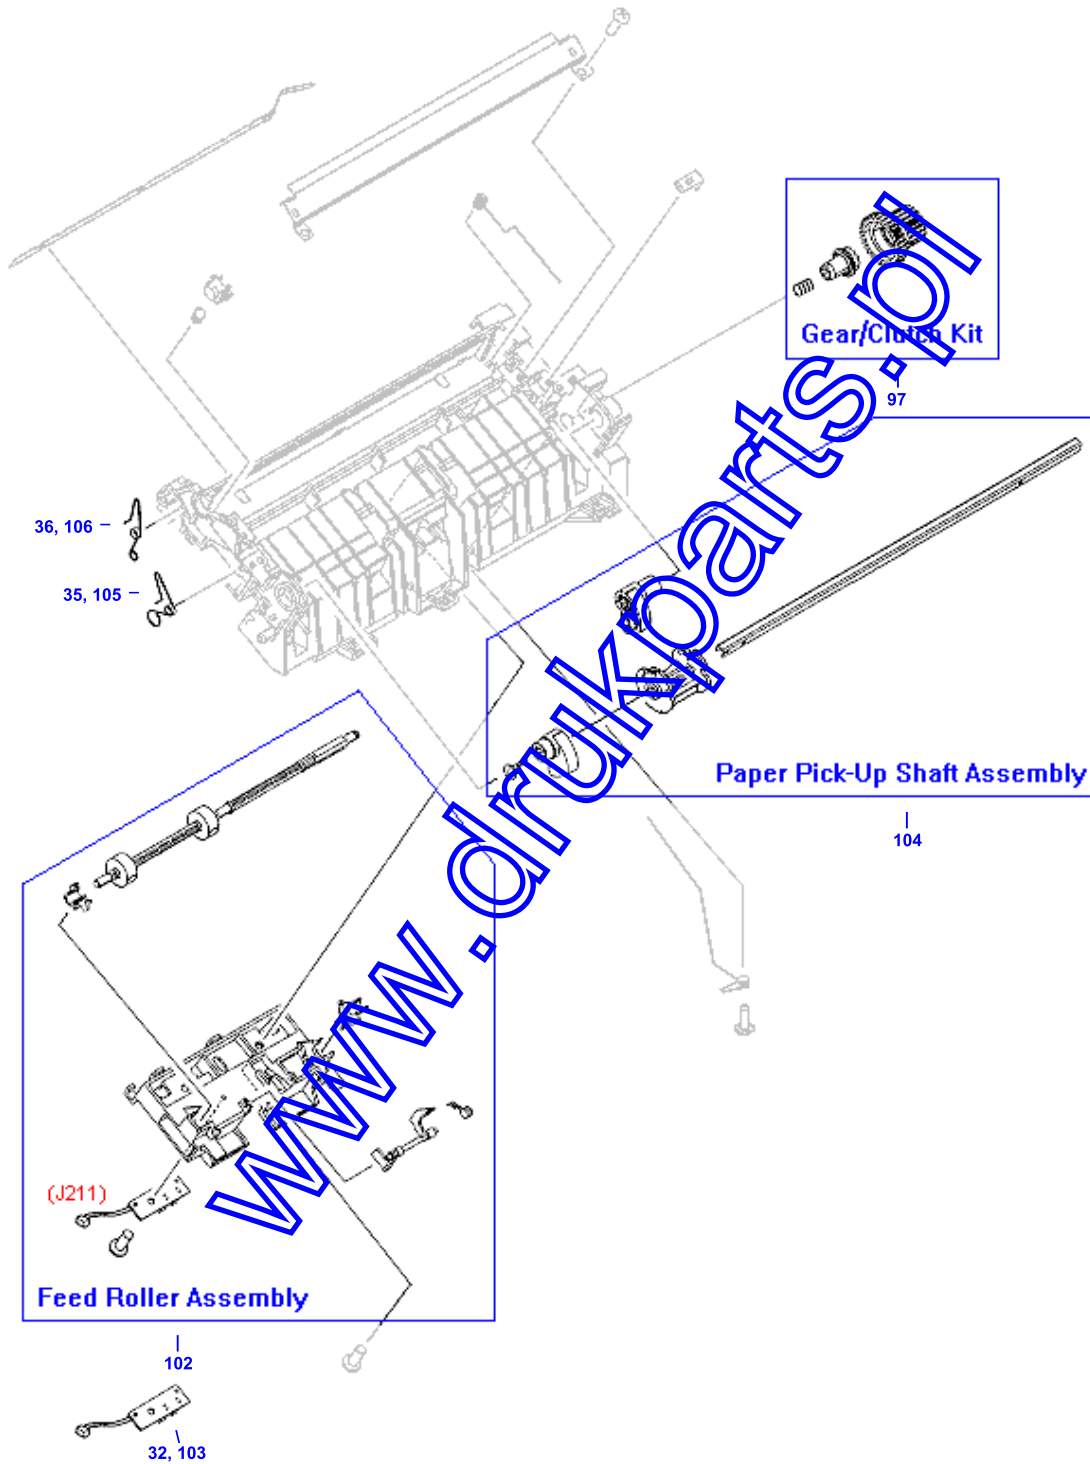 Gear/Clutch Kit
97
36, 106
35, 105
Paper Pick-Up Shaft Assembly
104
(J211)
Feed Roller Assembly
102
32, 103
www.drukparts.pl